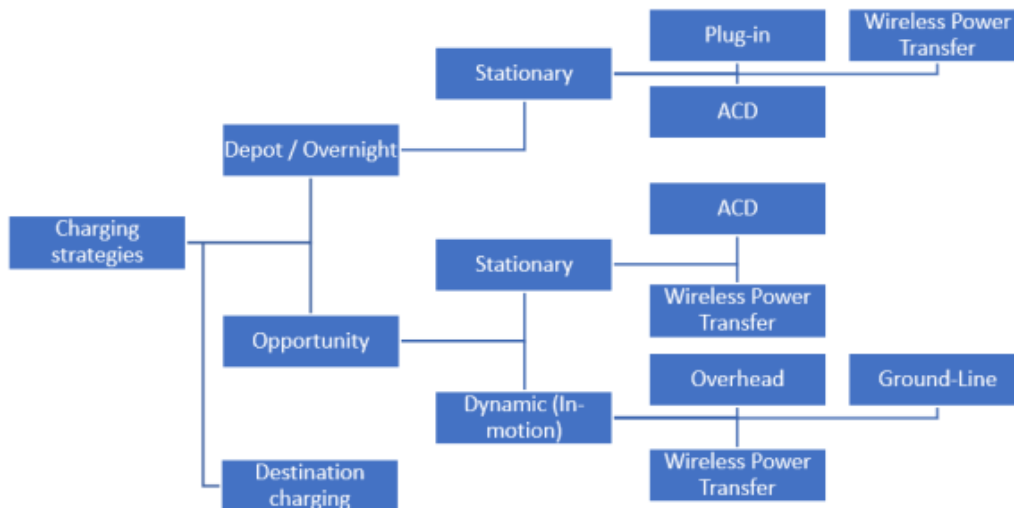 Plug-in
Wireless Power
Transfer
Stationary
ACD
Depot / Overnight
ACD
Charging
strategies
Stationary
Wireless Power
Transfer
Opportunity
Overhead
Ground-Line
Dynamic (In-
motion)
Wireless Power
Transfer
Destination
charging